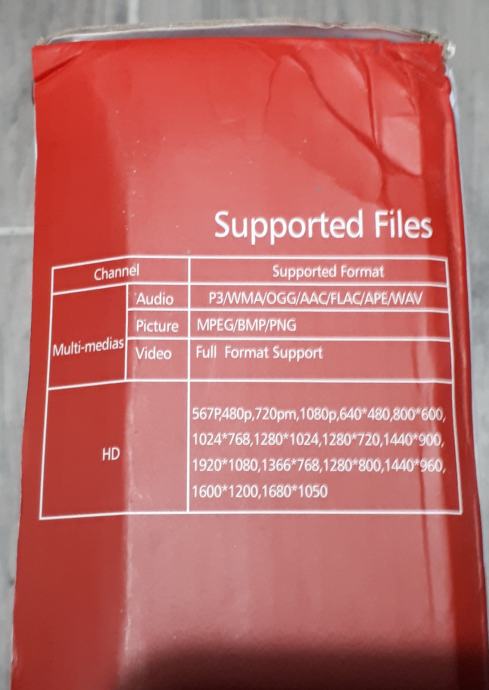 Supported Files
Channel Supported Format
Audio P3/WMA/OGG/AAC/FLAC/APE/WAV
Picture MPEG/BMP/PNG
Multi-medias
Video Full Format Support
567P,480p,720pm,1080p,640*480,800*600,
1024*768,1280*1024,1280*720,1440*900,
HD
1920*1080,1366*768,1280*800,1440*960,
1600*1200,1680*1050